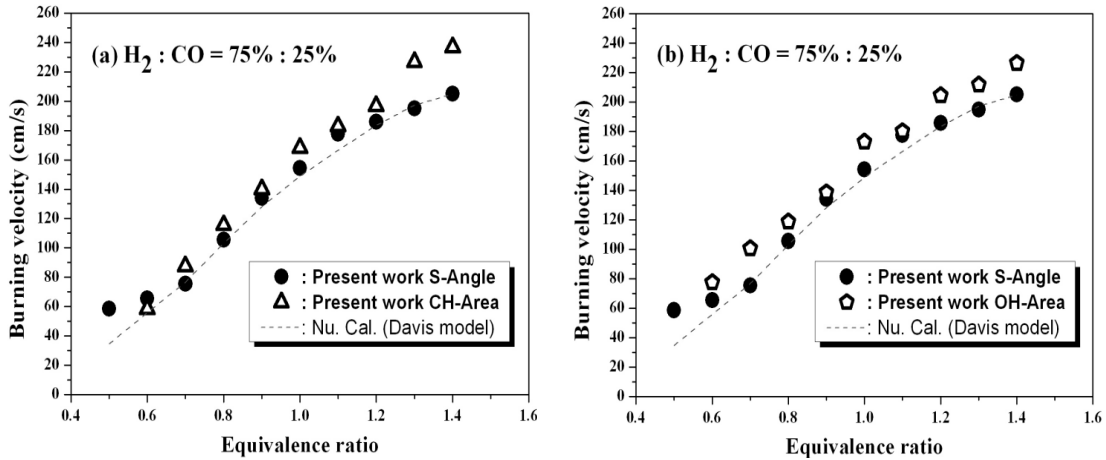 (a) H2 : CO = 75% : 25%
Burning velocity (cm/s)
260
240
220
200
180
160
140
120
100
80
60
40
20
0
: Present work S-Angle
: Present work CH-Area
: Nu. Cal. (Davis model)
0.4 0.6 0.8 1.0 1.2 1.4 1.6
Equivalence ratio
(b) H2 : CO = 75% : 25%
Burning velocity (cm/s)
260
240
220
200
180
160
140
120
100
80
60
40
20
0
: Present work S-Angle
: Present work OH-Area
: Nu. Cal. (Davis model)
0.4 0.6 0.8 1.0 1.2 1.4 1.6
Equivalence ratio